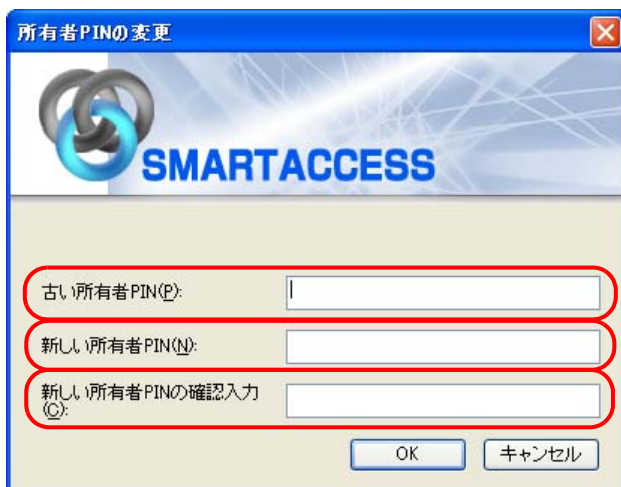 所有者PINの変更
SMARTACCESS
古い所有者PIN(P):
新しい所有者PIN(N):
新しい所有者PINの確認入力
(C):
OK キャンセル